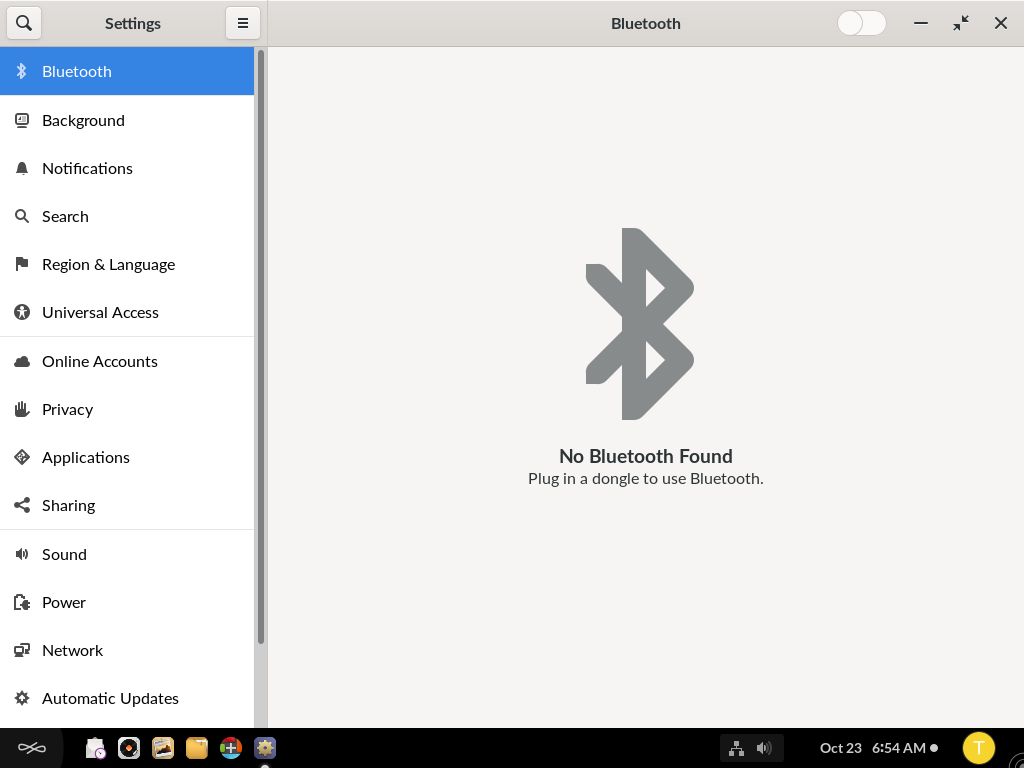 Settings
Bluetooth
Bluetooth
Background
Notifications
Search
Region & Language
Universal Access
Online Accounts
Privacy
Applications
Sharing
Sound
Power
Network
Automatic Updates
No Bluetooth Found
Plug in a dongle to use Bluetooth.
Oct 23 6:54 AM
T